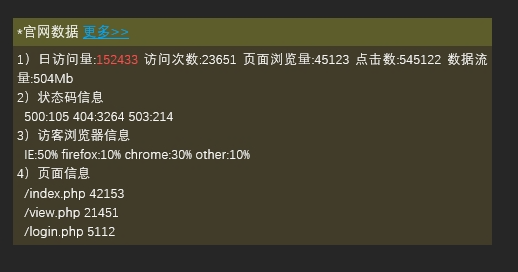 *官网数据 更多>>
1）日访问量:152433 访问次数:23651 页面浏览量:45123 点击数:545122 数据流
量:504Mb
2）状态码信息
500:105 404:3264 503:214
3）访客浏览器信息
IE:50% firefox:10% chrome:30% other:10%
4）页面信息
/index.php 42153
/view.php 21451
/login.php 5112